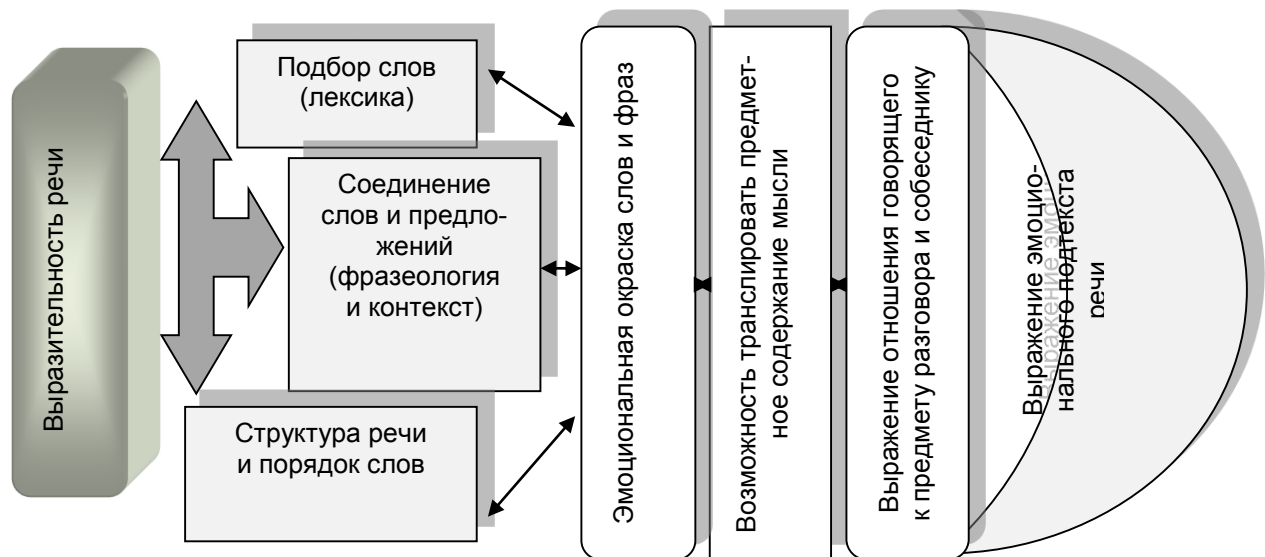 Выразительность речи
Подбор слов
(лексика)
Соединение
слов и предло-
жений
(фразеология
и контекст)
Структура речи
и порядок слов
Эмоциональная окраска слов и фраз
Возможность транслировать предмет-
ное содержание мысли
Выражение отношения говорящего
к предмету разговора и собеседнику
Выражение эмоцио-
нального подтекста
речи